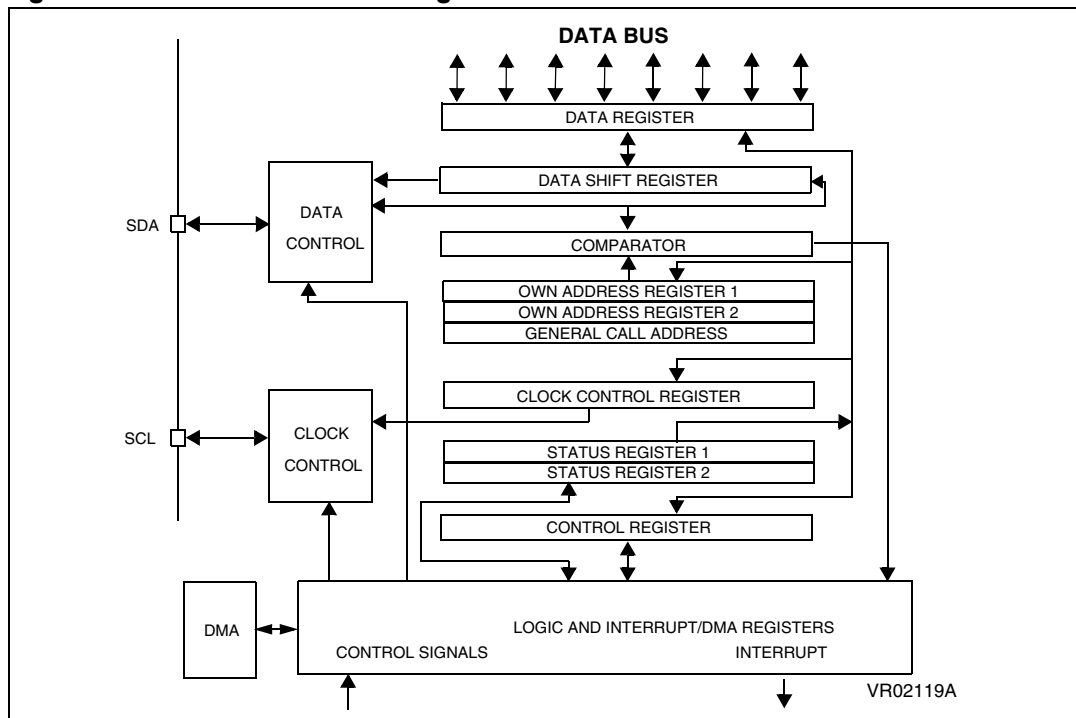 DATA BUS
DATA REGISTER
DATA SHIFT REGISTER
DATA
CONTROL
SDA
COMPARATOR
OWN ADDRESS REGISTER 1
OWN ADDRESS REGISTER 2
GENERAL CALL ADDRESS
CLOCK CONTROL REGISTER
CLOCK
CONTROL
SCL
STATUS REGISTER 1
STATUS REGISTER 2
CONTROL REGISTER
DMA
LOGIC AND INTERRUPT/DMA REGISTERS
CONTROL SIGNALS
INTERRUPT
VR02119A